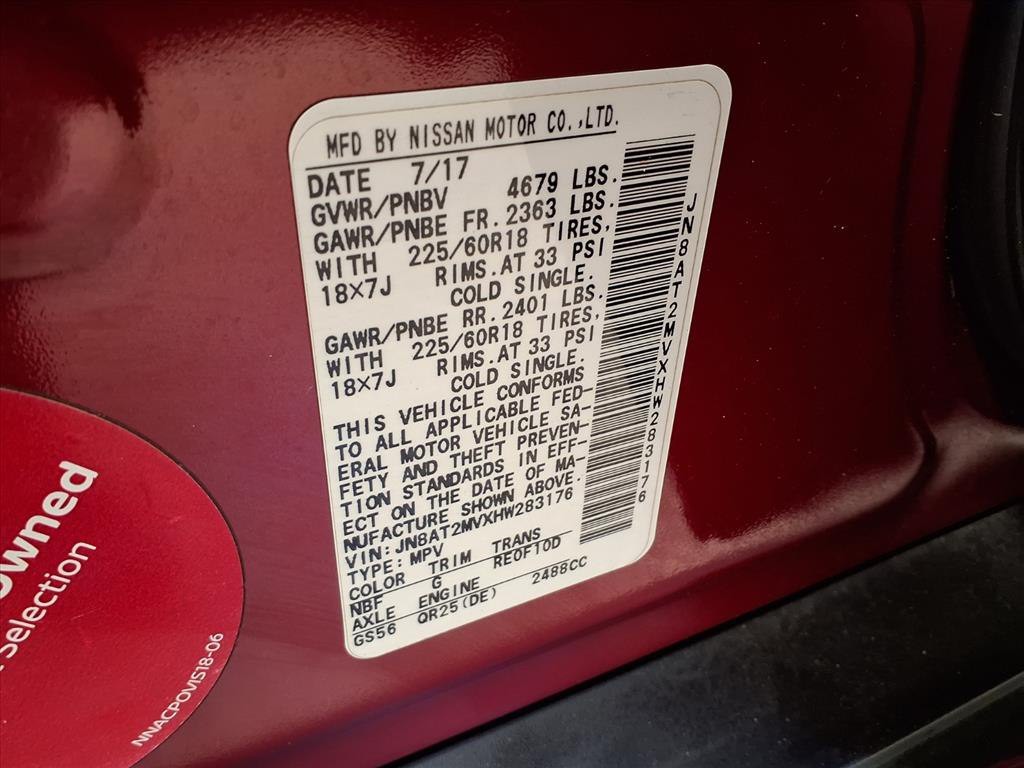 MFD BY NISSAN MOTOR CO.,LTD.
DATE 7/17
GVWR/PNBV 4679 LBS.
GAWR/PNBE FR. 2363 LBS.
WITH 225/60R18 TIRES,
18×7J RIMS.AT 33 PSI
COLD SINGLE.
GAWR/PNBE RR. 2401 LBS.
WITH 225/60R18 TIRES,
18×7J RIMS.AT 33 PSI
COLD SINGLE.
THIS VEHICLE CONFORMS
TO ALL APPLICABLE FED-
ERAL MOTOR VEHICLE SA-
FETY AND THEFT PREVEN-
TION STANDARDS IN EFF-
ECT ON THE DATE OF MA-
NUFACTURE SHOWN ABOVE.
VIN:JN8AT2MVXHW283176
TYPE:MPV
COLOR TRIM TRANS
NBF G RE0F10D
AXLE ENGINE 2488CC
GS56 QR25(DE)
JN8AT2MVXHW283176
Owned
Selection
NNACPOVIS18-06